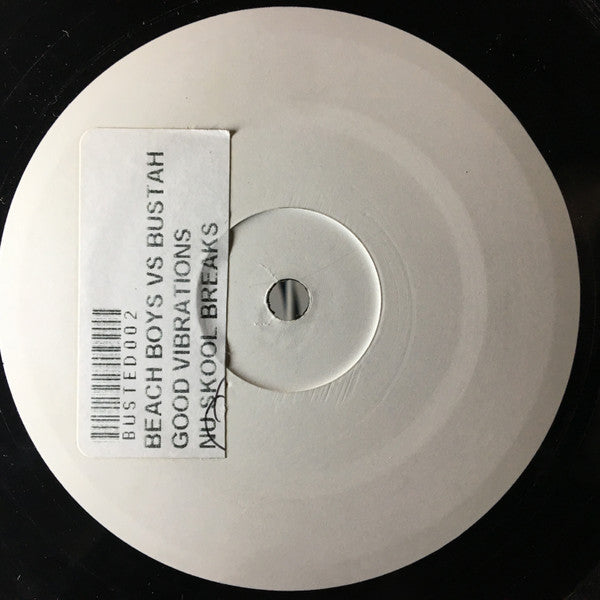 BUSTED002
BEACH BOYS VS BUSTAH
GOOD VIBRATIONS
NU SKOOL BREAKS